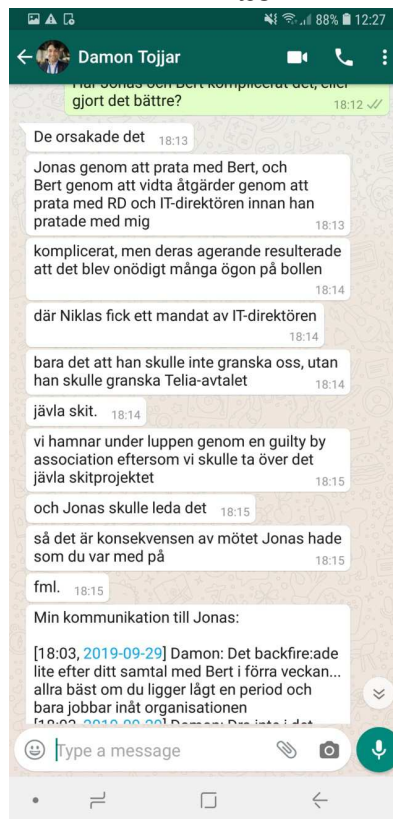 88% 12:27
Damon Tojjar
gjort det bättre?
18:12
De orsakade det 18:13
Jonas genom att prata med Bert, och
Bert genom att vidta åtgärder genom att
prata med RD och IT-direktören innan han
pratade med mig
18:13
komplicerat, men deras agerande resulterade
att det blev onödigt många ögon på bollen
18:14
där Niklas fick ett mandat av IT-direktören
18:14
bara det att han skulle inte granska oss, utan
han skulle granska Telia-avtalet
18:14
jävla skit. 18:14
vi hamnar under luppen genom en guilty by
association eftersom vi skulle ta över det
jävla skitprojektet
18:15
och Jonas skulle leda det 18:15
så det är konsekvensen av mötet Jonas hade
som du var med på
18:15
fml. 18:15
Min kommunikation till Jonas:
[18:03, 2019-09-29] Damon: Det backfire:ade
lite efter ditt samtal med Bert i förra veckan...
allra bäst om du ligger lågt en period och
bara jobbar inåt organisationen
Type a message